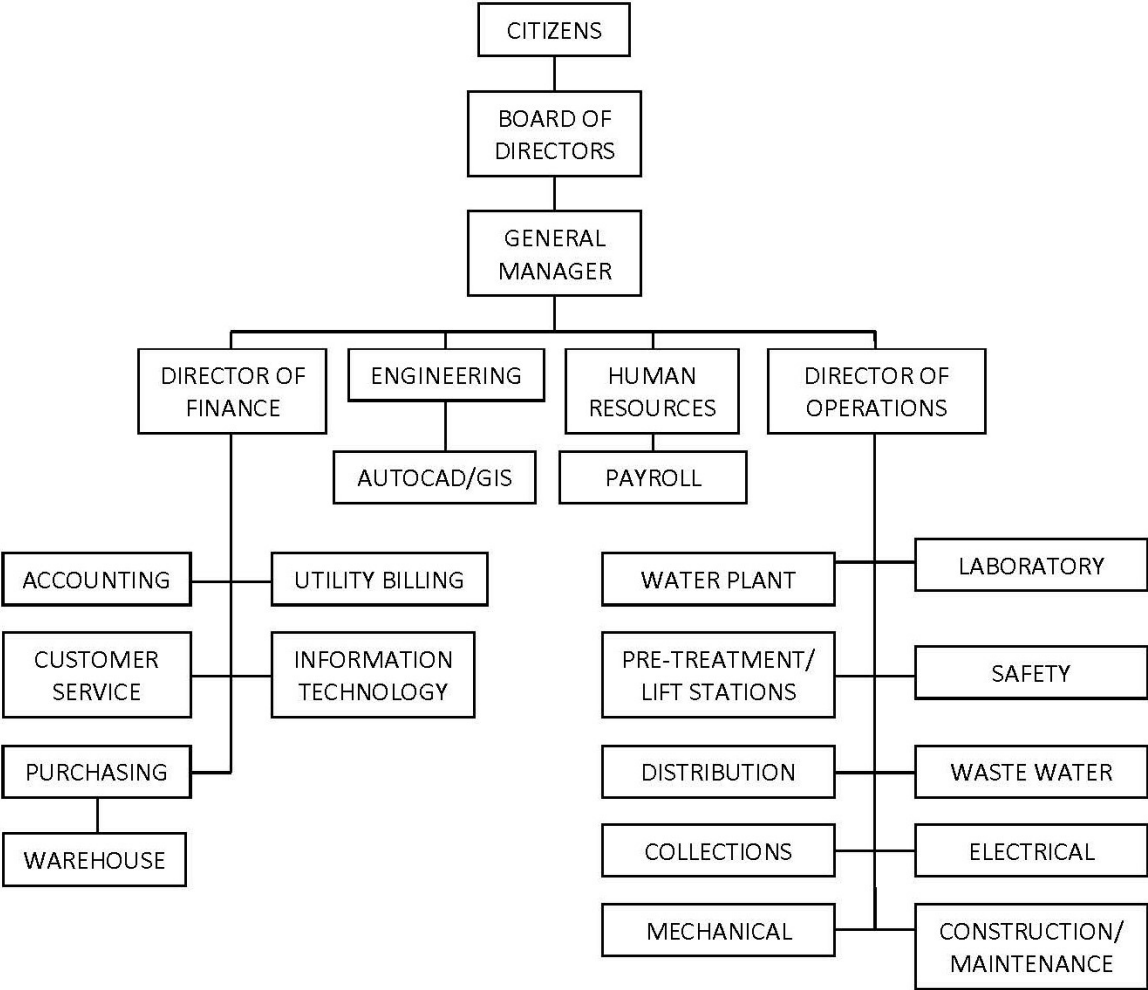 CITIZENS
BOARD OF
DIRECTORS
GENERAL
MANAGER
DIRECTOR OF
FINANCE
ENGINEERING
HUMAN
RESOURCES
DIRECTOR OF
OPERATIONS
AUTOCAD/GIS
PAYROLL
ACCOUNTING
UTILITY BILLING
CUSTOMER
SERVICE
INFORMATION
TECHNOLOGY
PURCHASING
WAREHOUSE
WATER PLANT
LABORATORY
PRE-TREATMENT/
LIFT STATIONS
SAFETY
DISTRIBUTION
WASTE WATER
COLLECTIONS
ELECTRICAL
MECHANICAL
CONSTRUCTION/
MAINTENANCE